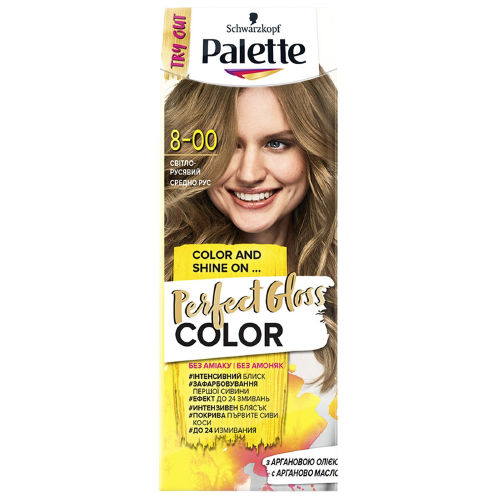 TRY OUT
Schwarzkopf
Palette
8-00
СВІТЛО-
РУСЯВИЙ
СРЕДНО РУС
COLOR AND
SHINE ON ...
Perfect Gloss
COLOR
БЕЗ АМІАКУ | БЕЗ АМОНЯК
#ІНТЕНСИВНИЙ БЛИСК
#ЗАФАРБОВУВАННЯ
ПЕРШОЇ СИВИНИ
#ЕФЕКТ ДО 24 ЗМИВАНЬ
#ИНТЕНЗИВЕН БЛЯСЪК
#ПОКРИВА ПЪРВИТЕ СИВИ
КОСИ
#ДО 24 ИЗМИВАНИЯ
з АРГАНОВОЮ ОЛІЄЮ
с АРГАНОВО МАСЛО